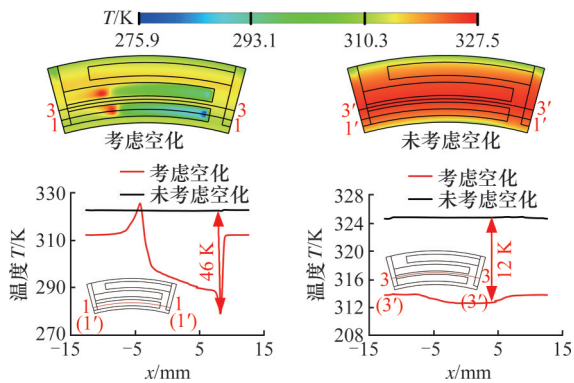 T/K
275.9 293.1 310.3 327.5
3 3 3′ 3′
1 1 1′ 1′
考虑空化 未考虑空化
考虑空化
未考虑空化
330
310
290
270
温度 T/K
46 K
1 1
(1′) (1′)
−15 −5 5 15
x/mm
考虑空化
未考虑空化
328
324
320
316
312
208
温度 T/K
12 K
3 3
(3′) (3′)
−15 −5 5 15
x/mm